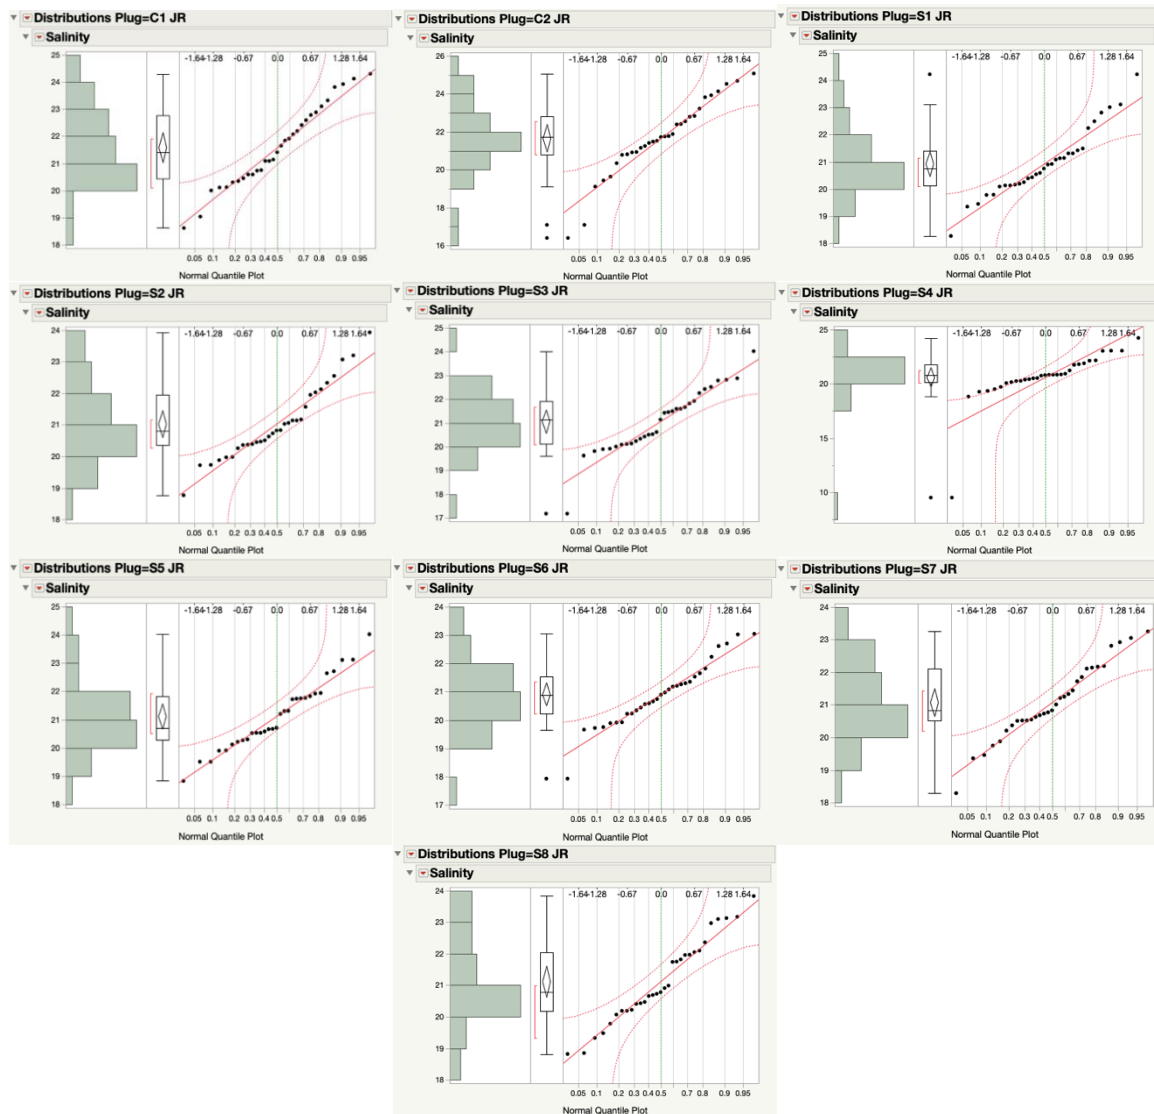 Distributions Plug=C1 JR
Salinity
-1.64 -1.28 -0.67 0.0 0.67 1.28 1.64
25
24
23
22
21
20
19
18
0.05 0.1 0.2 0.3 0.4 0.5 0.6 0.7 0.8 0.9 0.95
Normal Quantile Plot
Distributions Plug=C2 JR
Salinity
-1.64 -1.28 -0.67 0.0 0.67 1.28 1.64
26
24
22
20
18
16
0.05 0.1 0.2 0.3 0.4 0.5 0.6 0.7 0.8 0.9 0.95
Normal Quantile Plot
Distributions Plug=S1 JR
Salinity
-1.64 -1.28 -0.67 0.0 0.67 1.28 1.64
25
24
23
22
21
20
19
18
0.05 0.1 0.2 0.3 0.4 0.5 0.7 0.8 0.9 0.95
Normal Quantile Plot
Distributions Plug=S2 JR
Salinity
-1.64 -1.28 -0.67 0.0 0.67 1.28 1.64
24
23
22
21
20
19
18
0.05 0.1 0.2 0.3 0.4 0.5 0.7 0.8 0.9 0.95
Normal Quantile Plot
Distributions Plug=S3 JR
Salinity
-1.64 -1.28 -0.67 0.0 0.67 1.28 1.64
25
24
23
22
21
20
19
18
17
0.05 0.1 0.2 0.3 0.4 0.5 0.7 0.8 0.9 0.95
Normal Quantile Plot
Distributions Plug=S4 JR
Salinity
-1.64 -1.28 -0.67 0.0 0.67 1.28 1.64
25
20
15
10
0.05 0.1 0.2 0.3 0.4 0.5 0.7 0.8 0.9 0.95
Normal Quantile Plot
Distributions Plug=S5 JR
Salinity
-1.64 -1.28 -0.67 0.0 0.67 1.28 1.64
25
24
23
22
21
20
19
18
0.05 0.1 0.2 0.3 0.4 0.5 0.7 0.8 0.9 0.95
Normal Quantile Plot
Distributions Plug=S6 JR
Salinity
-1.64 -1.28 -0.67 0.0 0.67 1.28 1.64
24
23
22
21
20
19
18
17
0.05 0.1 0.2 0.3 0.4 0.5 0.7 0.8 0.9 0.95
Normal Quantile Plot
Distributions Plug=S7 JR
Salinity
-1.64 -1.28 -0.67 0.0 0.67 1.28 1.64
24
23
22
21
20
19
18
0.05 0.1 0.2 0.3 0.4 0.5 0.7 0.8 0.9 0.95
Normal Quantile Plot
Distributions Plug=S8 JR
Salinity
-1.64 -1.28 -0.67 0.0 0.67 1.28 1.64
24
23
22
21
20
19
18
0.05 0.1 0.2 0.3 0.4 0.5 0.7 0.8 0.9 0.95
Normal Quantile Plot